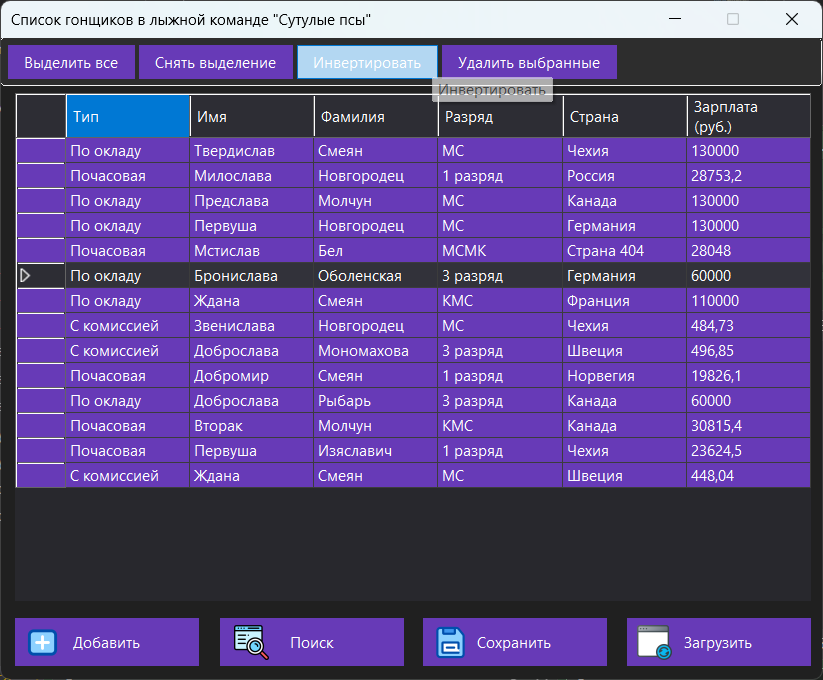 Список гонщиков в лыжной команде "Сутулые псы"
Выделить все Снять выделение Инвертировать Удалить выбранные
Инвертировать
Тип Имя Фамилия Разряд Страна Зарплата
(руб.)
По окладу Твердислав Смеян МС Чехия 130000
Почасовая Милослава Новгородец 1 разряд Россия 28753,2
По окладу Предслава Молчун МС Канада 130000
По окладу Первуша Новгородец МС Германия 130000
Почасовая Мстислав Бел МСМК Страна 404 28048
По окладу Бронислава Оболенская 3 разряд Германия 60000
По окладу Ждана Смеян КМС Франция 110000
С комиссией Звенислава Новгородец МС Чехия 484,73
С комиссией Доброслава Мономахова 3 разряд Швеция 496,85
Почасовая Добромир Смеян 1 разряд Норвегия 19826,1
По окладу Доброслава Рыбарь 3 разряд Канада 60000
Почасовая Вторак Молчун КМС Канада 30815,4
Почасовая Первуша Изяславич 1 разряд Чехия 23624,5
С комиссией Ждана Смеян МС Швеция 448,04
Добавить Поиск Сохранить Загрузить